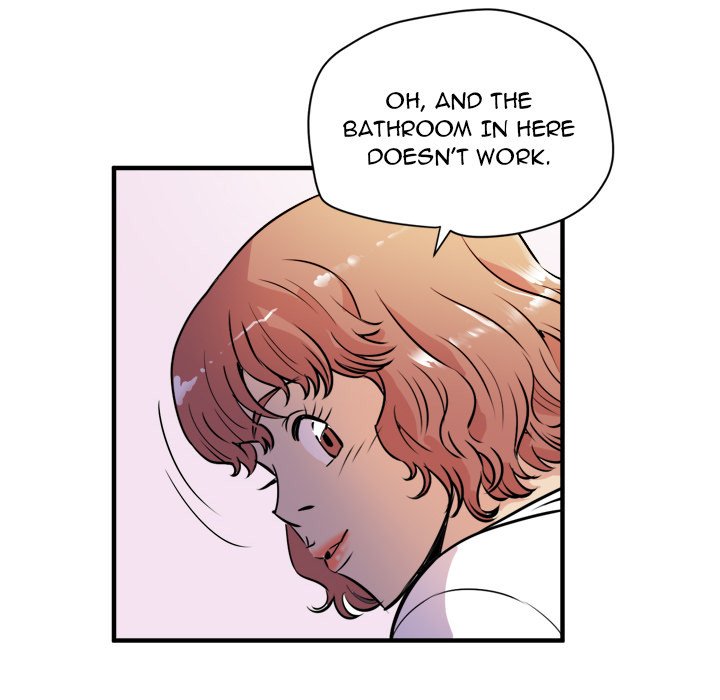 OH, AND THE
BATHROOM IN HERE
DOESN'T WORK.